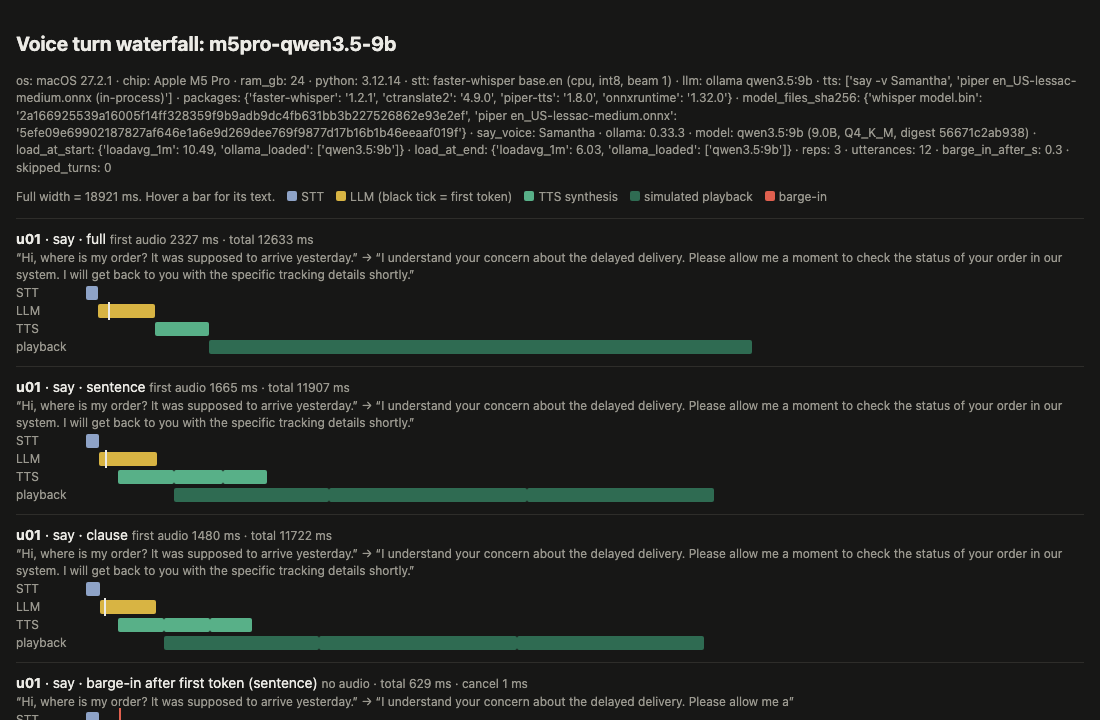 Voice turn waterfall: m5pro-qwen3.5-9b
os: macOS 27.2.1 · chip: Apple M5 Pro · ram_gb: 24 · python: 3.12.14 · stt: faster-whisper base.en (cpu, int8, beam 1) · llm: ollama qwen3.5:9b · tts: ['say -v Samantha', 'piper en_US-lessac-
medium.onnx (in-process)'] · packages: {'faster-whisper': '1.2.1', 'ctranslate2': '4.9.0', 'piper-tts': '1.8.0', 'onnxruntime': '1.32.0'} · model_files_sha256: {'whisper model.bin':
'2a166925539a16005f14ff328359f9b9adb9dc4fb631bb3b227526862e93e2ef', 'piper en_US-lessac-medium.onnx':
'5efe09e69902187827af646e1a6e9d269dee769f9877d17b16b1b46eeaaf019f'} · say_voice: Samantha · ollama: 0.33.3 · model: qwen3.5:9b (9.0B, Q4_K_M, digest 56671c2ab938) ·
load_at_start: {'loadavg_1m': 10.49, 'ollama_loaded': ['qwen3.5:9b']} · load_at_end: {'loadavg_1m': 6.03, 'ollama_loaded': ['qwen3.5:9b']} · reps: 3 · utterances: 12 · barge_in_after_s: 0.3 ·
skipped_turns: 0
Full width = 18921 ms. Hover a bar for its text. STT LLM (black tick = first token) TTS synthesis simulated playback barge-in
u01 · say · full first audio 2327 ms · total 12633 ms
“Hi, where is my order? It was supposed to arrive yesterday.” → “I understand your concern about the delayed delivery. Please allow me a moment to check the status of your order in our
system. I will get back to you with the specific tracking details shortly.”
STT
LLM
TTS
playback
u01 · say · sentence first audio 1665 ms · total 11907 ms
“Hi, where is my order? It was supposed to arrive yesterday.” → “I understand your concern about the delayed delivery. Please allow me a moment to check the status of your order in our
system. I will get back to you with the specific tracking details shortly.”
STT
LLM
TTS
playback
u01 · say · clause first audio 1480 ms · total 11722 ms
“Hi, where is my order? It was supposed to arrive yesterday.” → “I understand your concern about the delayed delivery. Please allow me a moment to check the status of your order in our
system. I will get back to you with the specific tracking details shortly.”
STT
LLM
TTS
playback
u01 · say · barge-in after first token (sentence) no audio · total 629 ms · cancel 1 ms
“Hi, where is my order? It was supposed to arrive yesterday.” → “I understand your concern about the delayed delivery. Please allow me a”
STT